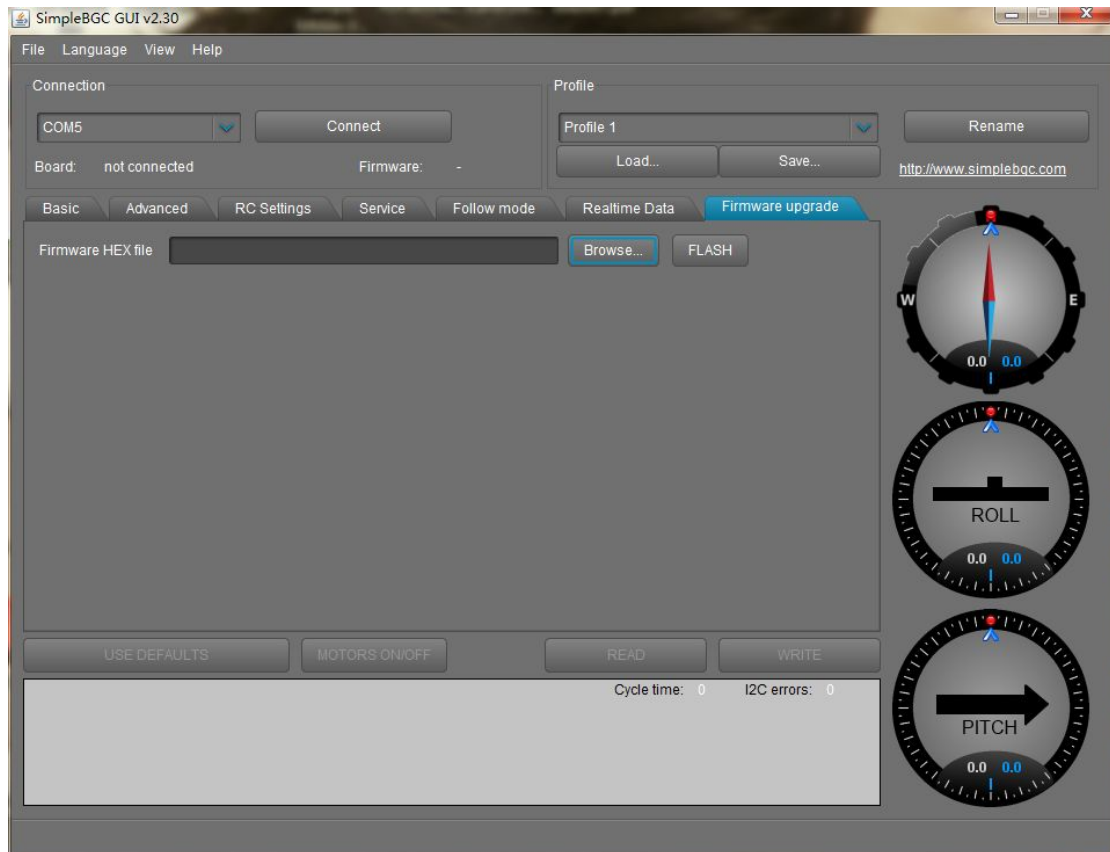 SimpleBGC GUI v2.30
File Language View Help
Connection
Profile
COM5
Connect
Profile 1
Rename
Board: not connected
Firmware: -
Load...
Save...
http://www.simplebgc.com
Basic Advanced RC Settings Service Follow mode Realtime Data Firmware upgrade
Firmware HEX file
Browse...
FLASH
W
E
0.0 0.0
ROLL
0.0 0.0
USE DEFAULTS
MOTORS ON/OFF
READ
WRITE
Cycle time: 0 I2C errors: 0
PITCH
0.0 0.0